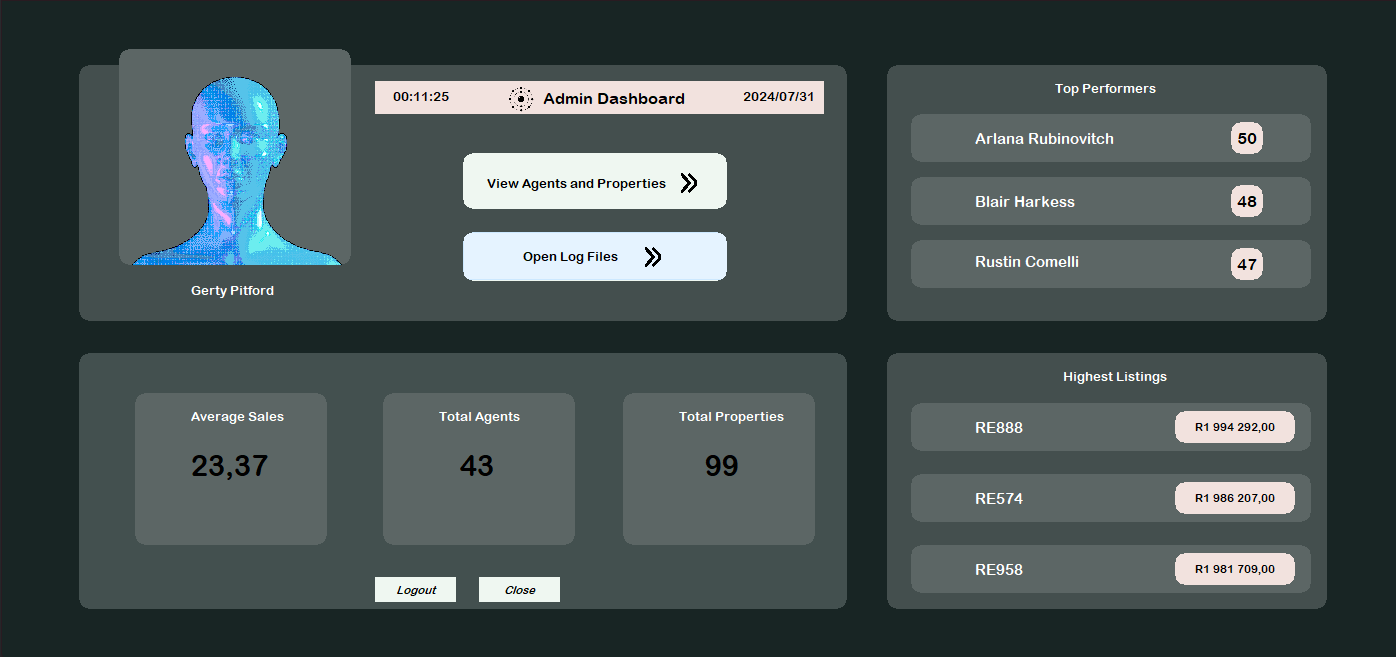 00:11:25
Admin Dashboard
2024/07/31
View Agents and Properties
Open Log Files
Gerty Pitford
Top Performers
Arlana Rubinovitch 50
Blair Harkess 48
Rustin Comelli 47
Average Sales
23,37
Total Agents
43
Total Properties
99
Logout
Close
Highest Listings
RE888 R1 994 292,00
RE574 R1 986 207,00
RE958 R1 981 709,00